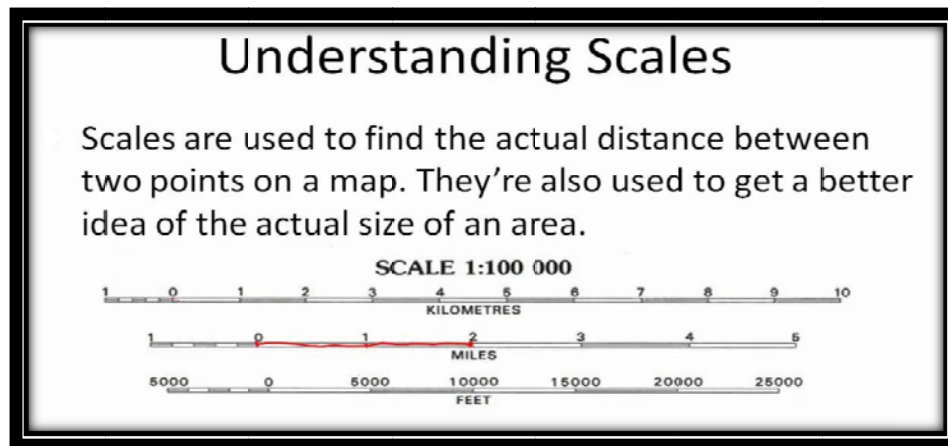 Understanding Scales
Scales are used to find the actual distance between
two points on a map. They're also used to get a better
idea of the actual size of an area.
SCALE 1:100 000
1 0 1 2 3 4 5 6 7 8 9 10
KILOMETRES
1 0 1 2 3 4 5
MILES
5000 0 5000 10000 15000 20000 25000
FEET